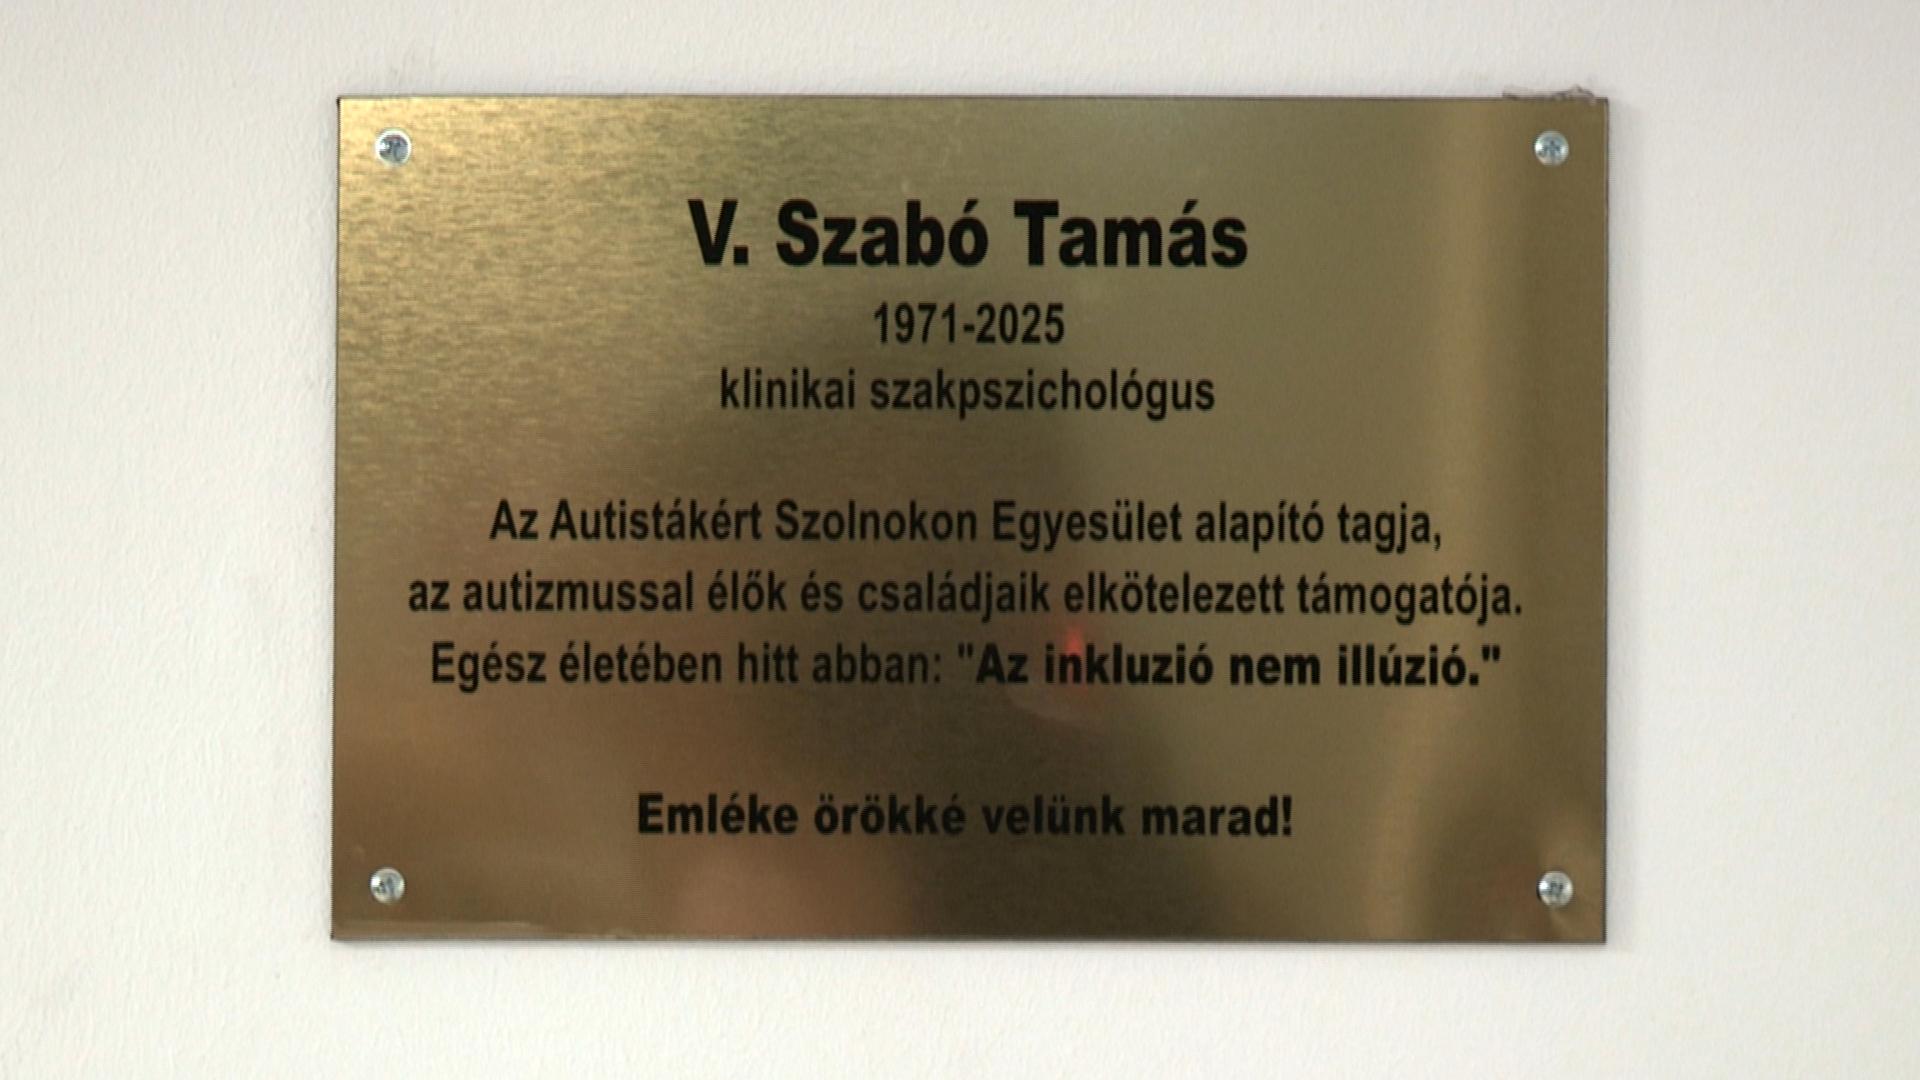 V. Szabó Tamás
1971-2025
klinikai szakpszichológus
Az Autistákért Szolnokon Egyesület alapító tagja,
az autizmussal élők és családjaik elkötelezett támogatója.
Egész életében hitt abban: "Az inkluzió nem illúzió."
Emléke örökké velünk marad!